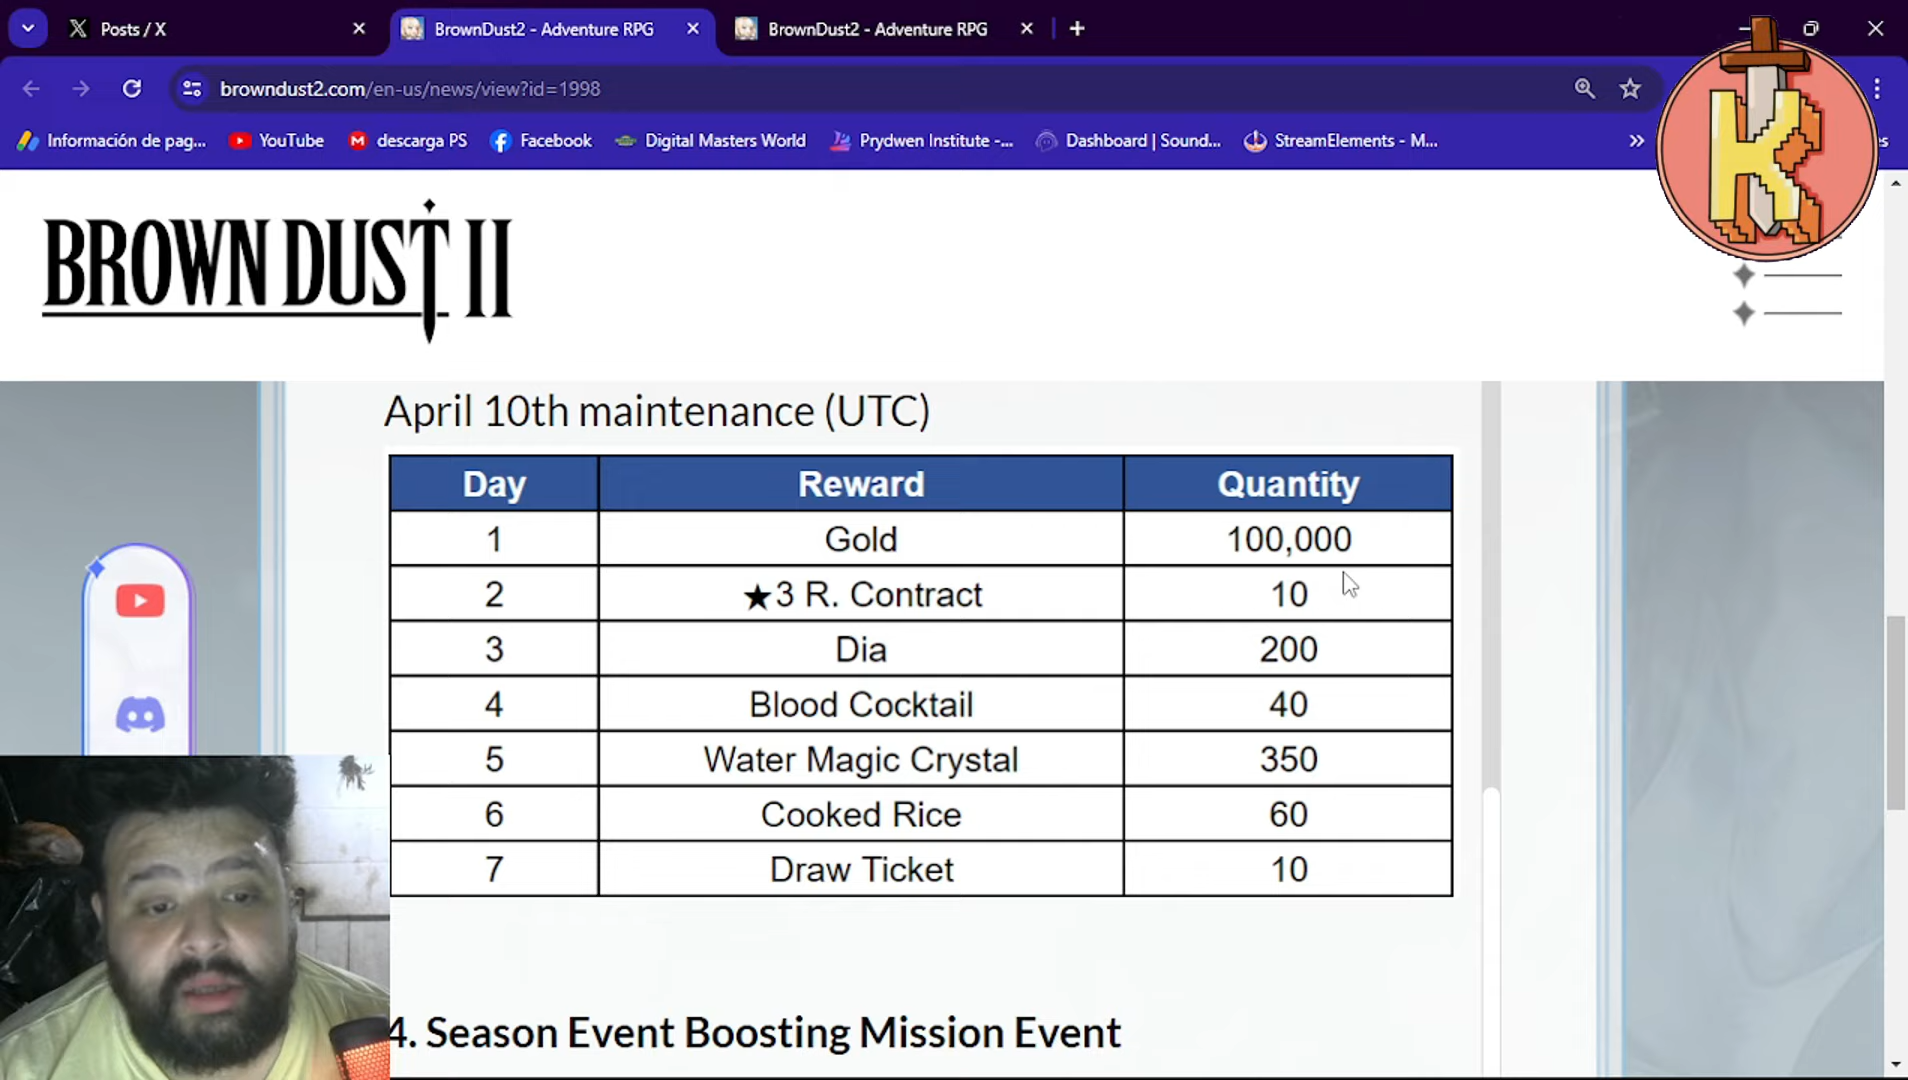 Posts / X
BrownDust2 - Adventure RPG
BrownDust2 - Adventure RPG
browndust2.com/en-us/news/view?id=1998
Información de pag...
YouTube
descarga PS
Facebook
Digital Masters World
Prydwen Institute -...
Dashboard | Sound...
StreamElements - M...
K
BROWN DUST II
April 10th maintenance (UTC)
Day Reward Quantity
1 Gold 100,000
2 ★3 R. Contract 10
3 Dia 200
4 Blood Cocktail 40
5 Water Magic Crystal 350
6 Cooked Rice 60
7 Draw Ticket 10
4. Season Event Boosting Mission Event